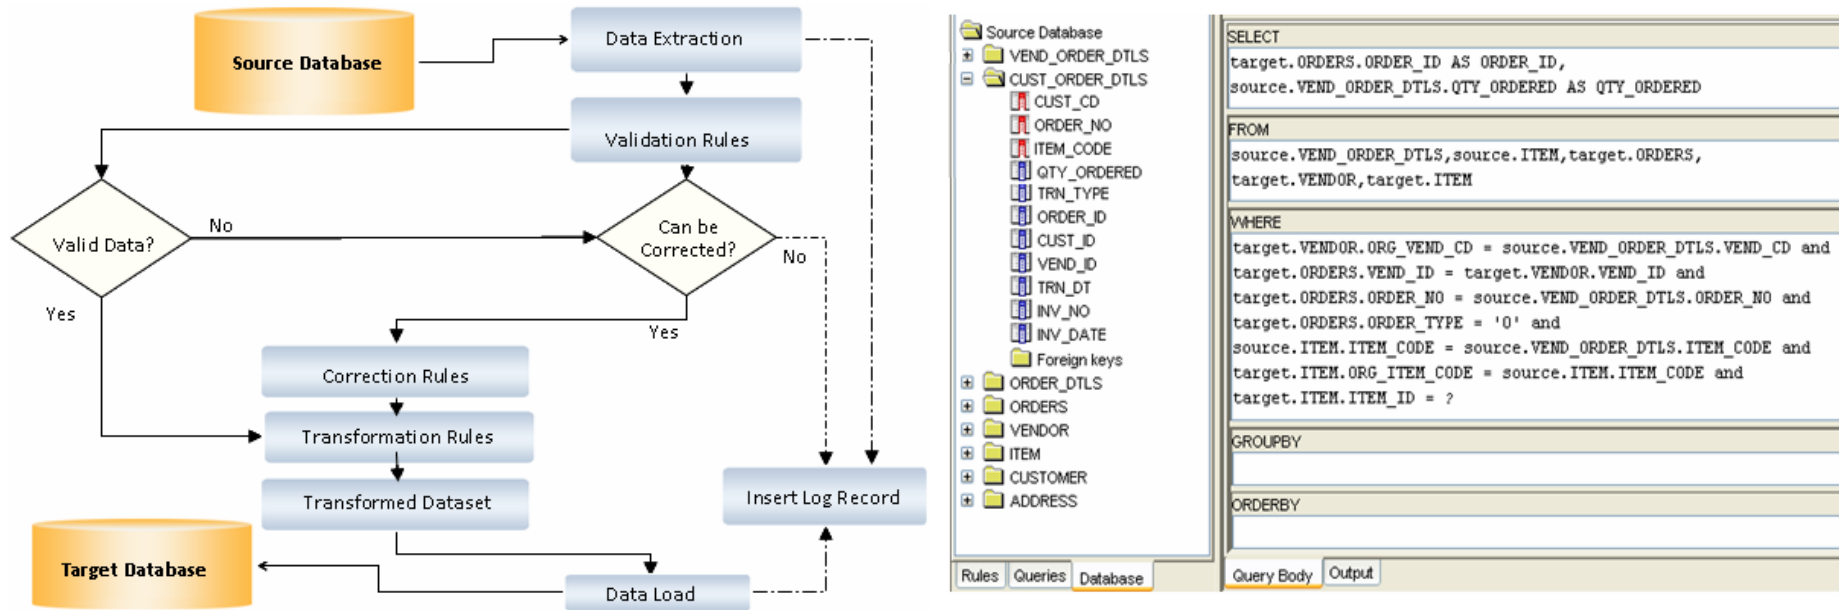 Source Database
Data Extraction
Validation Rules
Valid Data?
No
Can be
Corrected?
No
Yes
Yes
Correction Rules
Transformation Rules
Transformed Dataset
Insert Log Record
Target Database
Data Load
Source Database
VEND_ORDER_DTLS
CUST_ORDER_DTLS
CUST_CD
ORDER_NO
ITEM_CODE
QTY_ORDERED
TRN_TYPE
ORDER_ID
CUST_ID
VEND_ID
TRN_DT
INV_NO
INV_DATE
Foreign keys
ORDER_DTLS
ORDERS
VENDOR
ITEM
CUSTOMER
ADDRESS
Rules Queries Database
SELECT
target.ORDERS.ORDER_ID AS ORDER_ID,
source.VEND_ORDER_DTLS.QTY_ORDERED AS QTY_ORDERED
FROM
source.VEND_ORDER_DTLS,source.ITEM,target.ORDERS,
target.VENDOR,target.ITEM
WHERE
target.VENDOR.ORG_VEND_CD = source.VEND_ORDER_DTLS.VEND_CD and
target.ORDERS.VEND_ID = target.VENDOR.VEND_ID and
target.ORDERS.ORDER_NO = source.VEND_ORDER_DTLS.ORDER_NO and
target.ORDERS.ORDER_TYPE = 'O' and
source.ITEM.ITEM_CODE = source.VEND_ORDER_DTLS.ITEM_CODE and
target.ITEM.ORG_ITEM_CODE = source.ITEM.ITEM_CODE and
target.ITEM.ITEM_ID = ?
GROUPBY
ORDERBY
Query Body Output